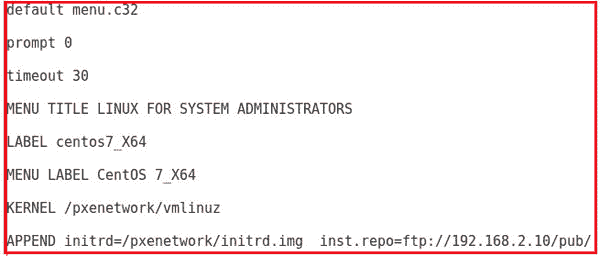 default menu.c32
prompt 0
timeout 30
MENU TITLE LINUX FOR SYSTEM ADMINISTRATORS
LABEL centos7_X64
MENU LABEL CentOS 7_X64
KERNEL /pxenetwork/vmlinuz
APPEND initrd=/pxenetwork/initrd.img  inst.repo=ftp://192.168.2.10/pub/